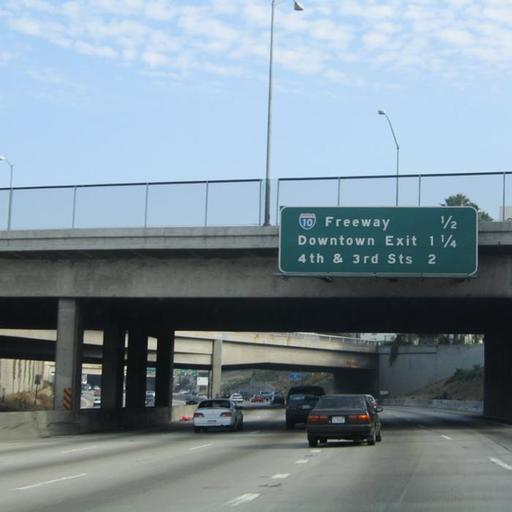 10 Freeway 1/2
Downtown Exit 1 1/4
4th & 3rd Sts 2